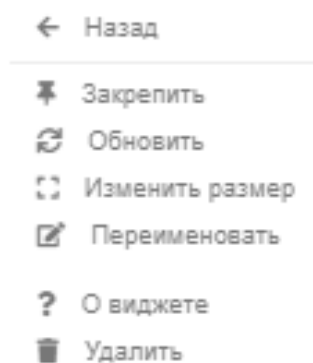 Назад
Закрепить
Обновить
Изменить размер
Переименовать
? О виджете
Удалить